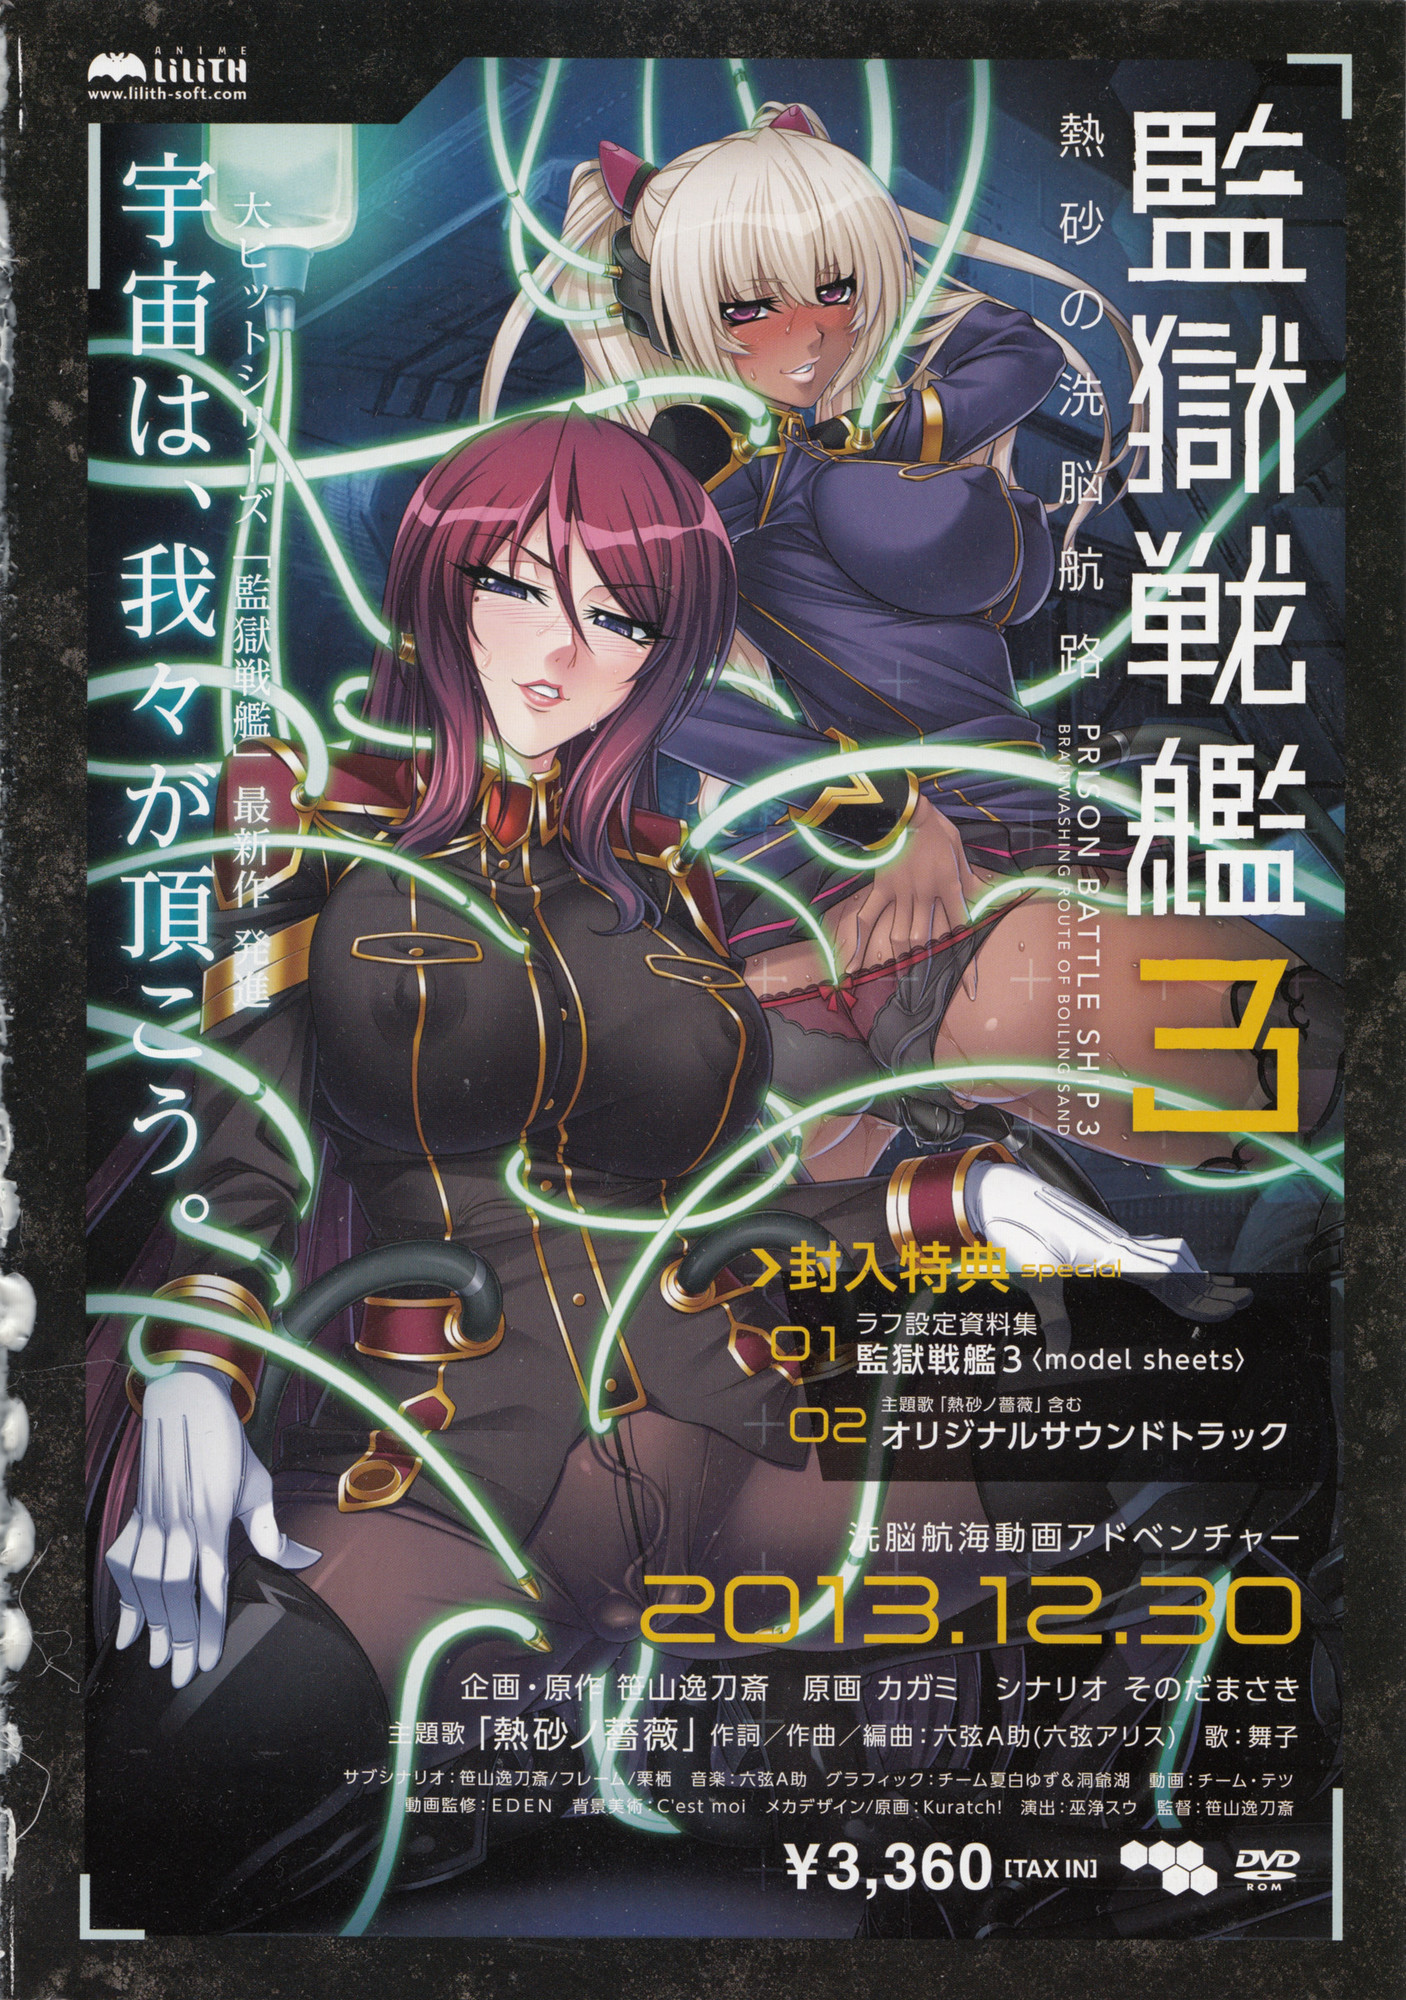 ANIME
LiLiTH
www.lilith-soft.com
監獄戦艦3
熱砂の洗脳航路
PRISON BATTLE SHIP 3
BRAINWASHING ROUTE OF BOILING SAND
大ヒットシリーズ「監獄戦艦」最新作 発進
宇宙は、我々が頂こう。
封入特典 special
01 ラフ設定資料集
監獄戦艦3〈model sheets〉
02 主題歌「熱砂ノ薔薇」含む
オリジナルサウンドトラック
洗脳航海動画アドベンチャー
2013.12.30
企画・原作 笹山逸刀斎 原画 カガミ シナリオ そのだまさき
主題歌「熱砂ノ薔薇」作詞／作曲／編曲：六弦A助(六弦アリス) 歌：舞子
サブシナリオ：笹山逸刀斎/フレーム/栗栖 音楽：六弦A助 グラフィック：チーム夏白ゆず＆洞爺湖 動画：チーム・テツ
動画監修：EDEN 背景美術：C'est moi メカデザイン/原画：Kuratch! 演出：巫浄スウ 監督：笹山逸刀斎
¥3,360 [TAX IN]
DVD
ROM